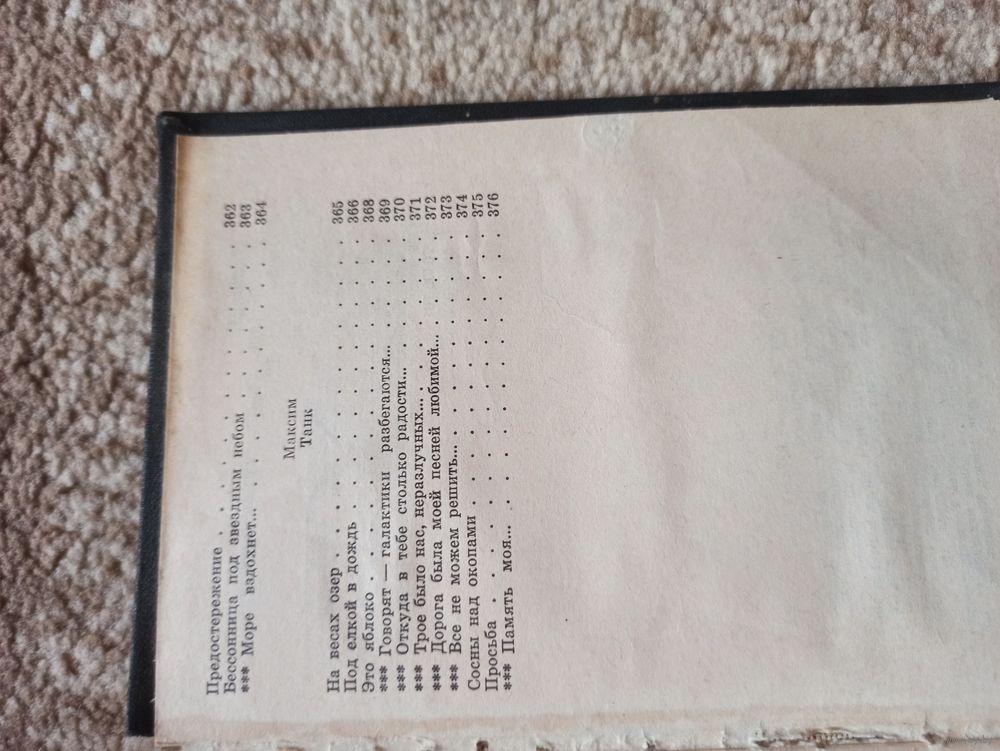 Предостережение . . . . . . . . . 362
Бессонница под звездным небом . . . . . . 363
*** Море вздохнет... . . . . . . . . . 364
Максим
Танк
На весах озер . . . . . . . . . . . 365
Под елкой в дождь . . . . . . . . . . 366
Это яблоко . . . . . . . . . . . 368
*** Говорят — галактики разбегаются... . . . . 369
*** Откуда в тебе столько радости... . . . . . 370
*** Трое было нас, неразлучных... . . . . . . 371
*** Дорога была моей песней любимой... . . . . 372
*** Все не можем решить... . . . . . . . 373
Сосны над окопами . . . . . . . . . . 374
Просьба . . . . . . . . . . . . 375
*** Память моя... . . . . . . . . . . 376